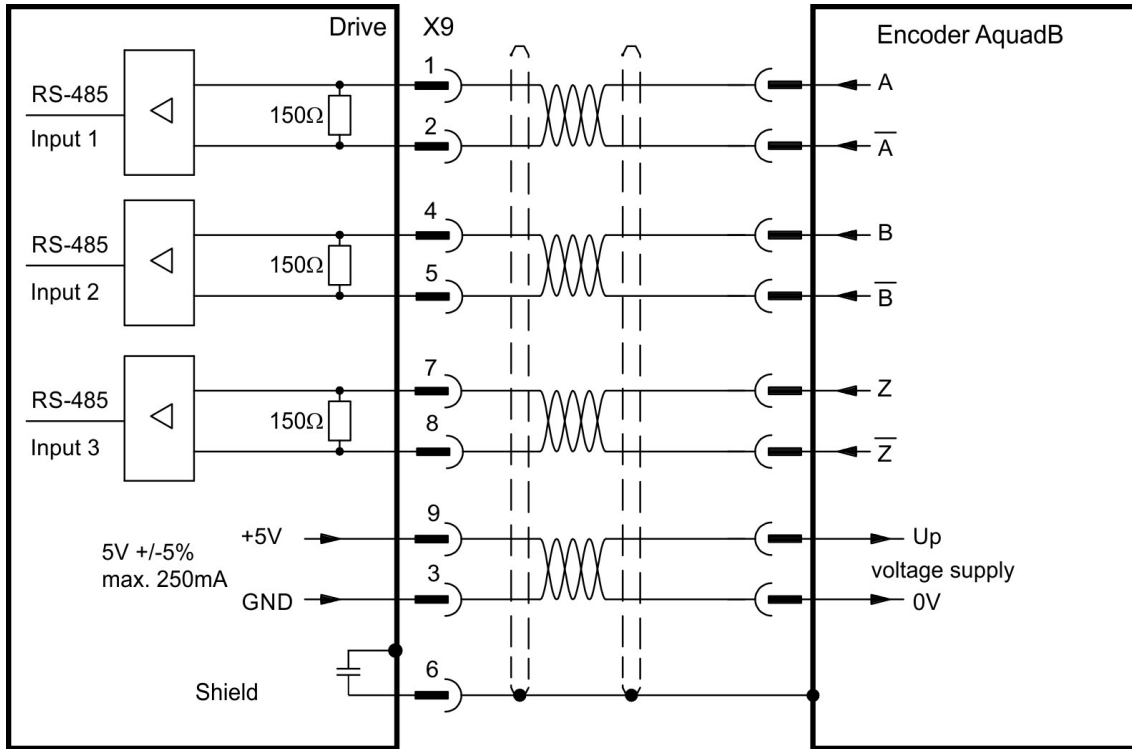 Drive X9
Encoder AquadB
1
A
RS-485
150Ω
Input 1
2
A̅
4
B
RS-485
150Ω
Input 2
5
B̅
7
Z
RS-485
150Ω
Input 3
8
Z̅
9
+5V
Up
5V +/-5%
max. 250mA
voltage supply
3
GND
0V
6
Shield